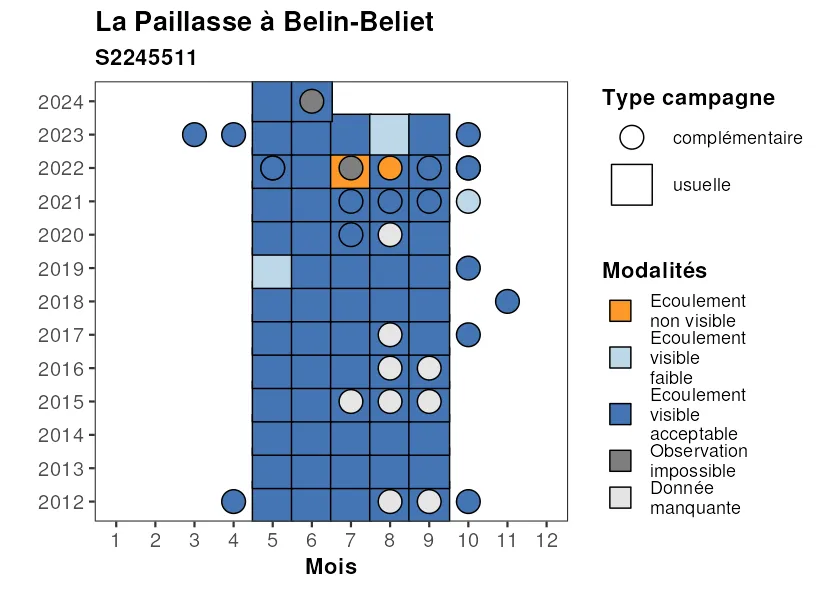 La Paillasse à Belin-Beliet
S2245511
2024
2023
2022
2021
2020
2019
2018
2017
2016
2015
2014
2013
2012
1 2 3 4 5 6 7 8 9 10 11 12
Mois
Type campagne
complémentaire
usuelle
Modalités
Ecoulement
non visible
Ecoulement
visible
faible
Ecoulement
visible
acceptable
Observation
impossible
Donnée
manquante